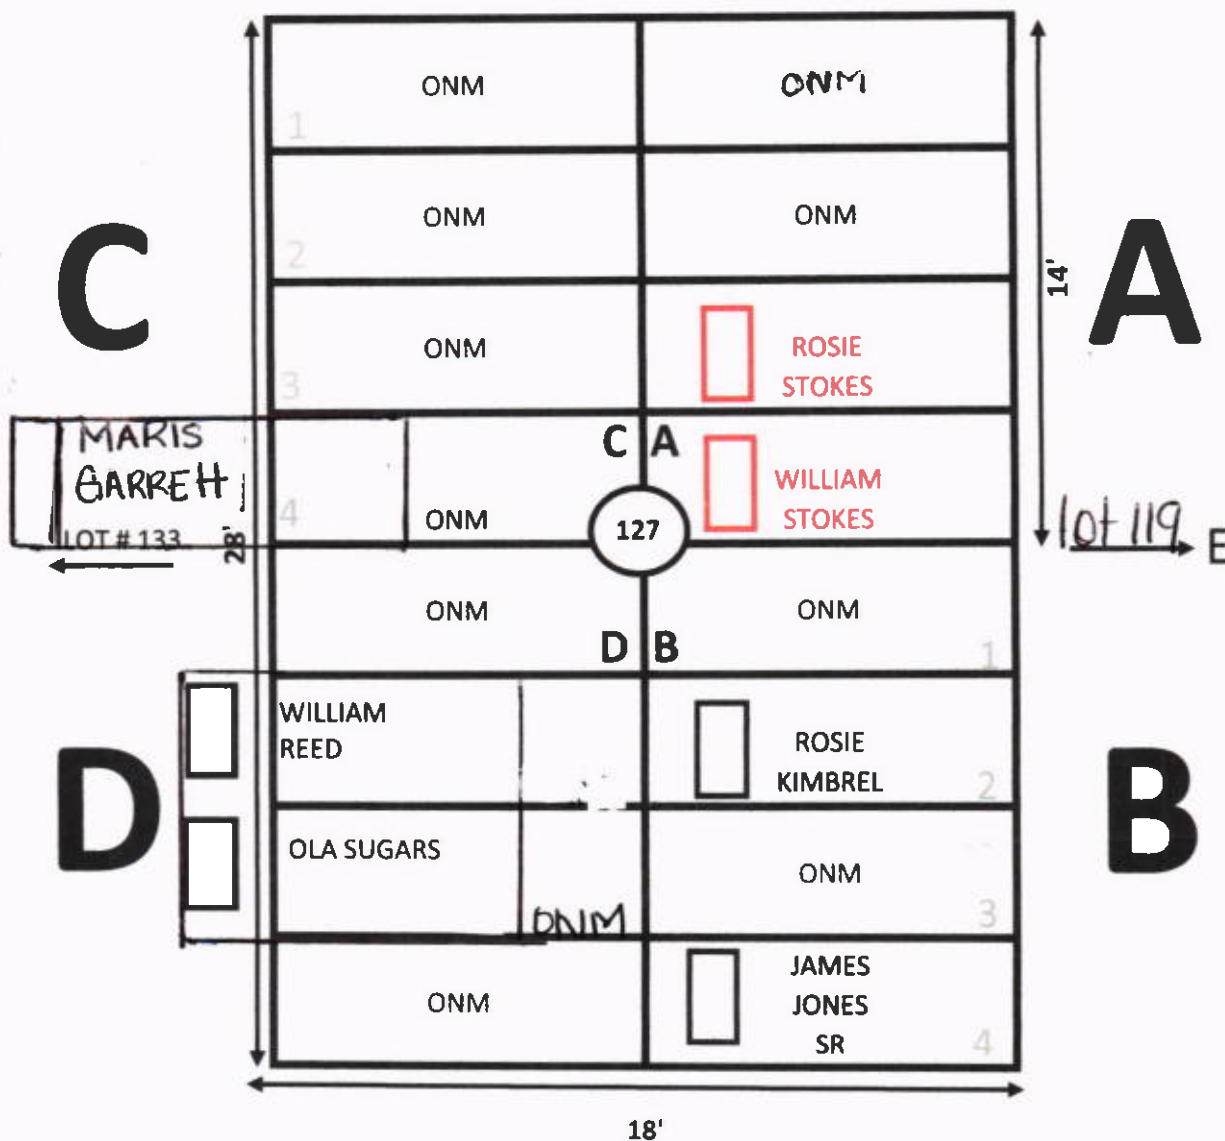 ONM
ONM
1
ONM
ONM
2
C
A
14'
ONM
3
ROSIE
STOKES
MARIS
GARRETT
LOT # 133
28'
4
ONM
C
A
WILLIAM
STOKES
127
lot 119
E
ONM
ONM
D
B
1
D
WILLIAM
REED
ROSIE
KIMBREL
2
B
OLA SUGARS
ONM
ONM
3
ONM
JAMES
JONES
SR
4
18'